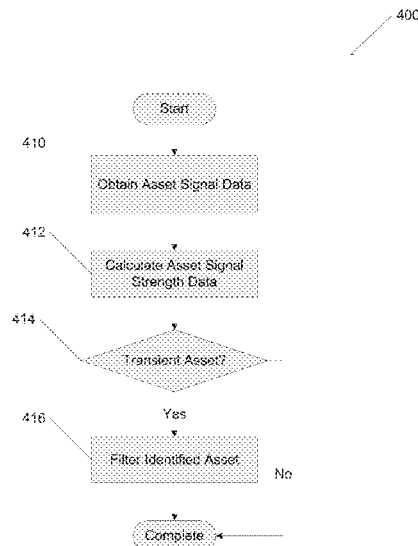 400
Start
410
Obtain Asset Signal Data
412
Calculate Asset Signal
Strength Data
414
Transient Asset?
Yes
416
Filter Identified Asset
No
Complete